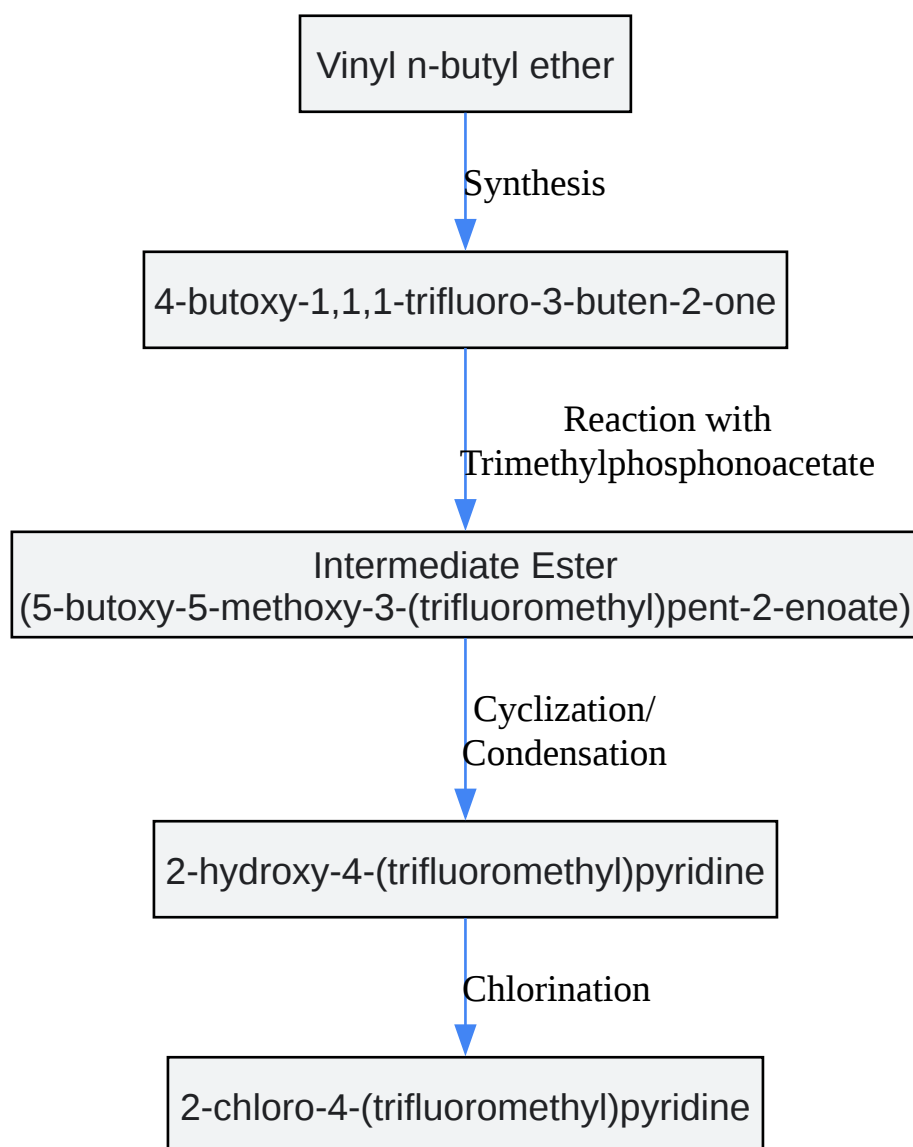 Vinyl n-butyl ether
Synthesis
4-butoxy-1,1,1-trifluoro-3-buten-2-one
Reaction with
Trimethylphosphonoacetate
Intermediate Ester
(5-butoxy-5-methoxy-3-(trifluoromethyl)pent-2-enoate)
Cyclization/
Condensation
2-hydroxy-4-(trifluoromethyl)pyridine
Chlorination
2-chloro-4-(trifluoromethyl)pyridine